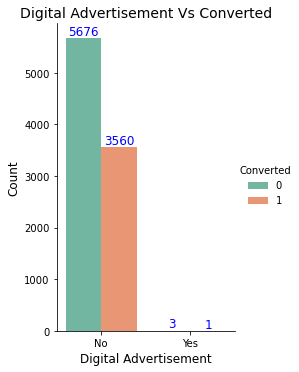 Digital Advertisement Vs Converted
5676
3560
3
1
5000
4000
3000
2000
1000
0
Count
No
Yes
Digital Advertisement
Converted
0
1